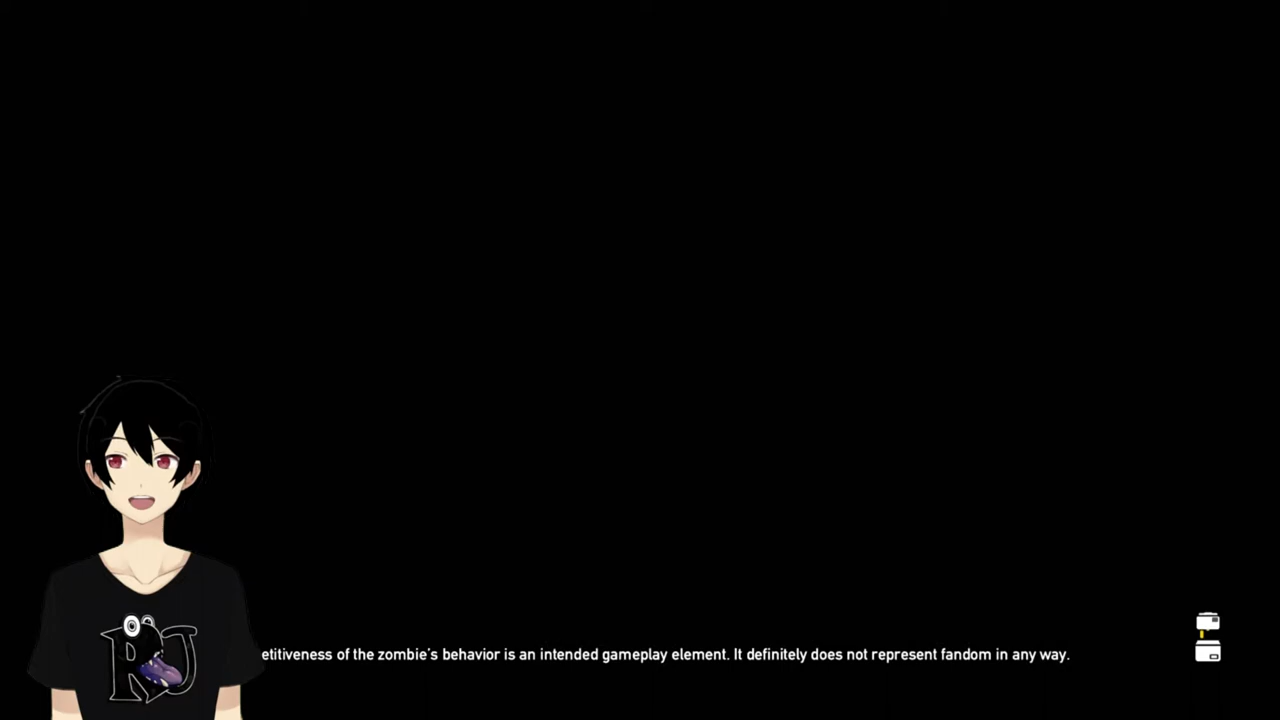 etitiveness of the zombie's behavior is an intended gameplay element. It definitely does not represent fandom in any way.
RJ